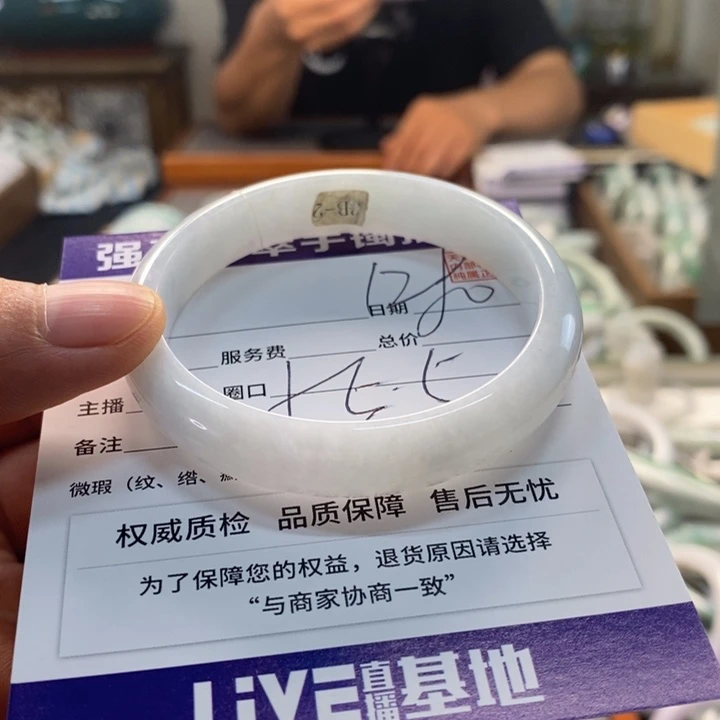 强
日期
服务费 总价
主播 圈口
备注
微瑕（纹、绺、
权威质检 品质保障 售后无忧
为了保障您的权益，退货原因请选择
“与商家协商一致”
LiVE直播基地